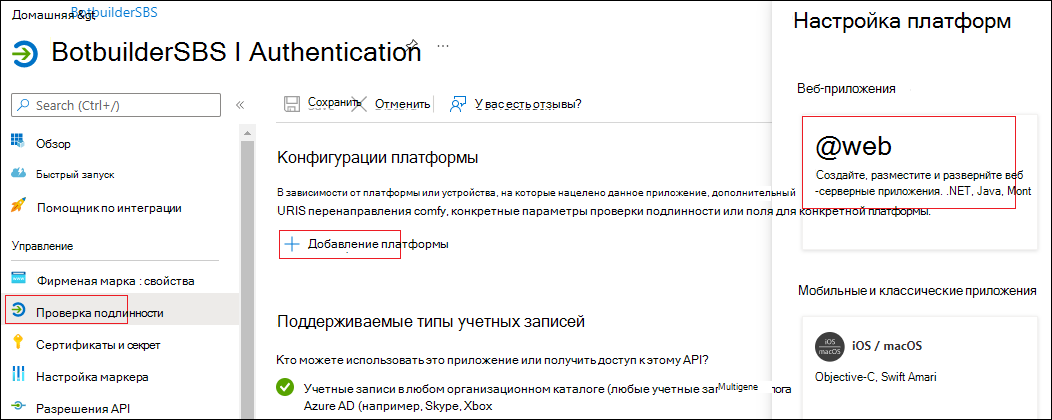 Домашняя &gt
BotbuilderSBS
BotbuilderSBS | Authentication
...
Search (Ctrl+/)
«
Обзор
Быстрый запуск
Помощник по интеграции
Управление
Фирменая марка : свойства
Проверка подлинности
Сертификаты и секрет
Настройка маркера
Разрешения API
Сохранить
Отменить
У вас есть отзывы?
Конфигурации платформы
В зависимости от платформы или устройства, на которые нацелено данное приложение, дополнительный
URIS перенаправления comfy, конкретные параметры проверки подлинности или поля для конкретной платформы.
Добавление платформы
Поддерживаемые типы учетных записей
Кто можете использовать это приложение или получить доступ к этому API?
Учетные записи в любом организационном каталоге (любые учетные зап Multigene лога
Azure AD (например, Skype, Xbox
Настройка платформ
Веб-приложения
@web
Создайте, разместите и развернйте веб
-серверные приложения. .NET, Java, Mont
Мобильные и классические приложения
iOS / macOS
iOS/
macOS
Objective-C, Swift Amari